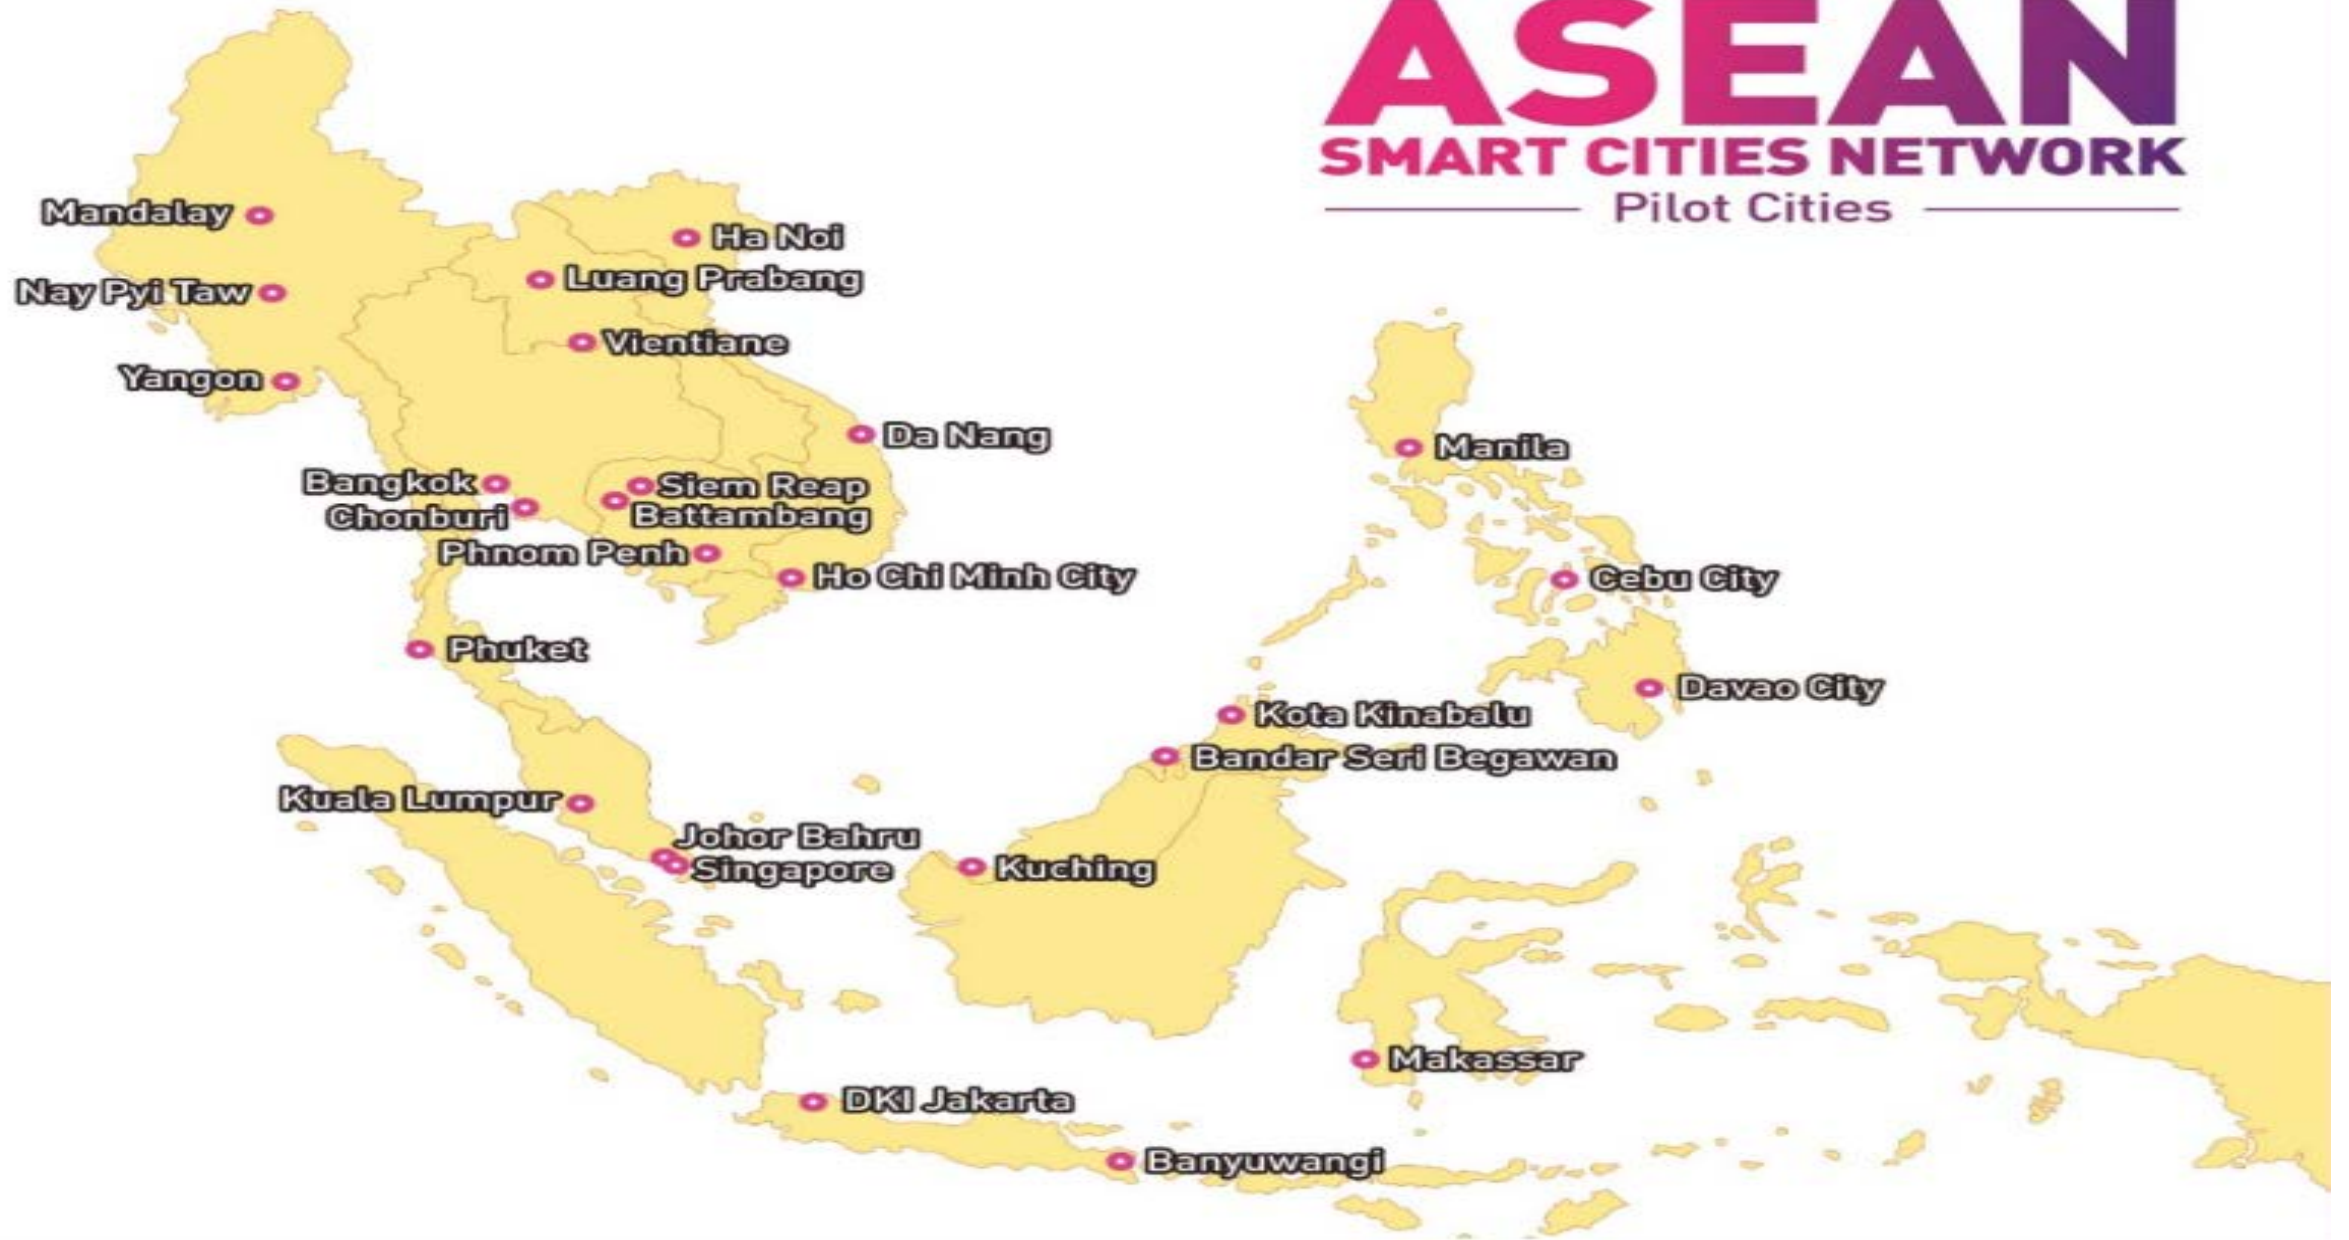 ASEAN
SMART CITIES NETWORK
Pilot Cities
Mandalay
Ha Noi
Luang Prabang
Nay Pyi Taw
Vientiane
Yangon
Da Nang
Manila
Bangkok
Siem Reap
Chonburi
Battambang
Phnom Penh
Ho Chi Minh City
Cebu City
Phuket
Davao City
Kota Kinabalu
Bandar Seri Begawan
Kuala Lumpur
Johor Bahru
Singapore
Kuching
Makassar
DKI Jakarta
Banyuwangi